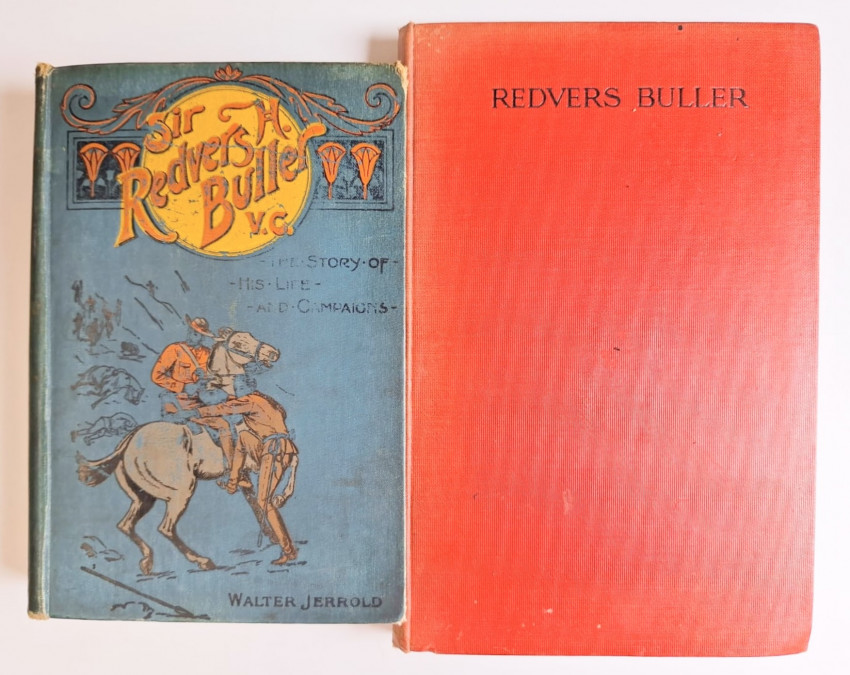 Sir H.
Redvers
Buller
V.C.
-THE·STORY·OF-
-HIS·LIFE-
-AND·CAMPAIGNS-
WALTER JERROLD
REDVERS BULLER